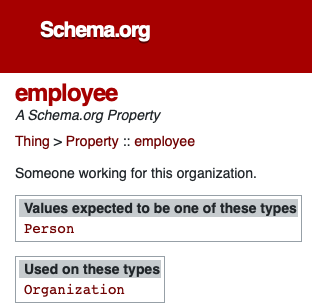 Schema.org
employee
A Schema.org Property
Thing > Property :: employee
Someone working for this organization.
Values expected to be one of these types
Person
Used on these types
Organization